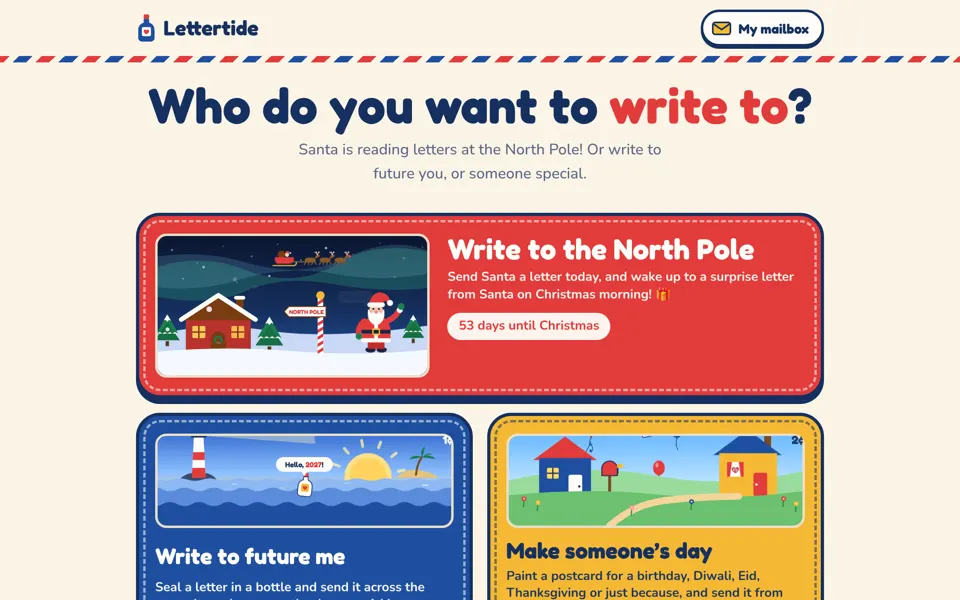 Lettertide
My mailbox
Who do you want to write to?
Santa is reading letters at the North Pole! Or write to
future you, or someone special.
NORTH POLE
Write to the North Pole
Send Santa a letter today, and wake up to a surprise letter
from Santa on Christmas morning! 🎁
53 days until Christmas
Hello, 2027!
Write to future me
Seal a letter in a bottle and send it across the
2¢
Make someone’s day
Paint a postcard for a birthday, Diwali, Eid,
Thanksgiving or just because, and send it from